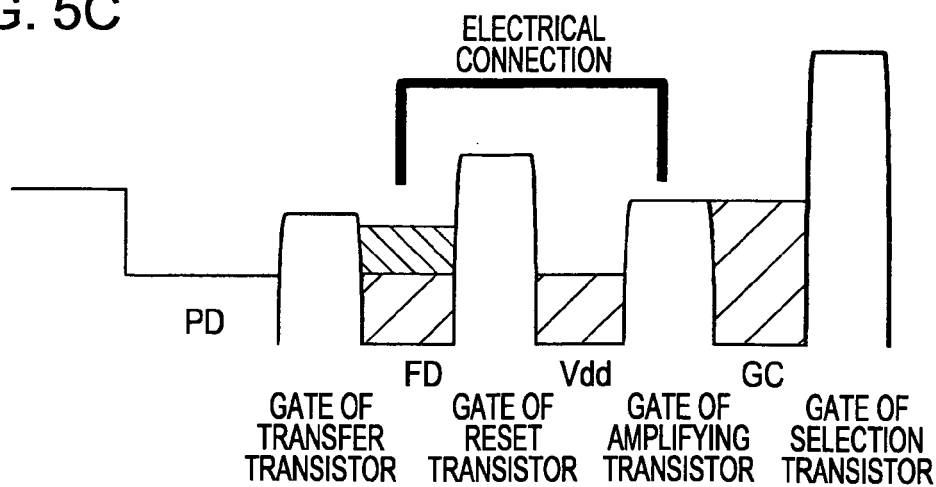 G. 5C
ELECTRICAL
CONNECTION
PD
FD
Vdd
GC
GATE OF
TRANSFER
TRANSISTOR
GATE OF
RESET
TRANSISTOR
GATE OF
AMPLIFYING
TRANSISTOR
GATE OF
SELECTION
TRANSISTOR